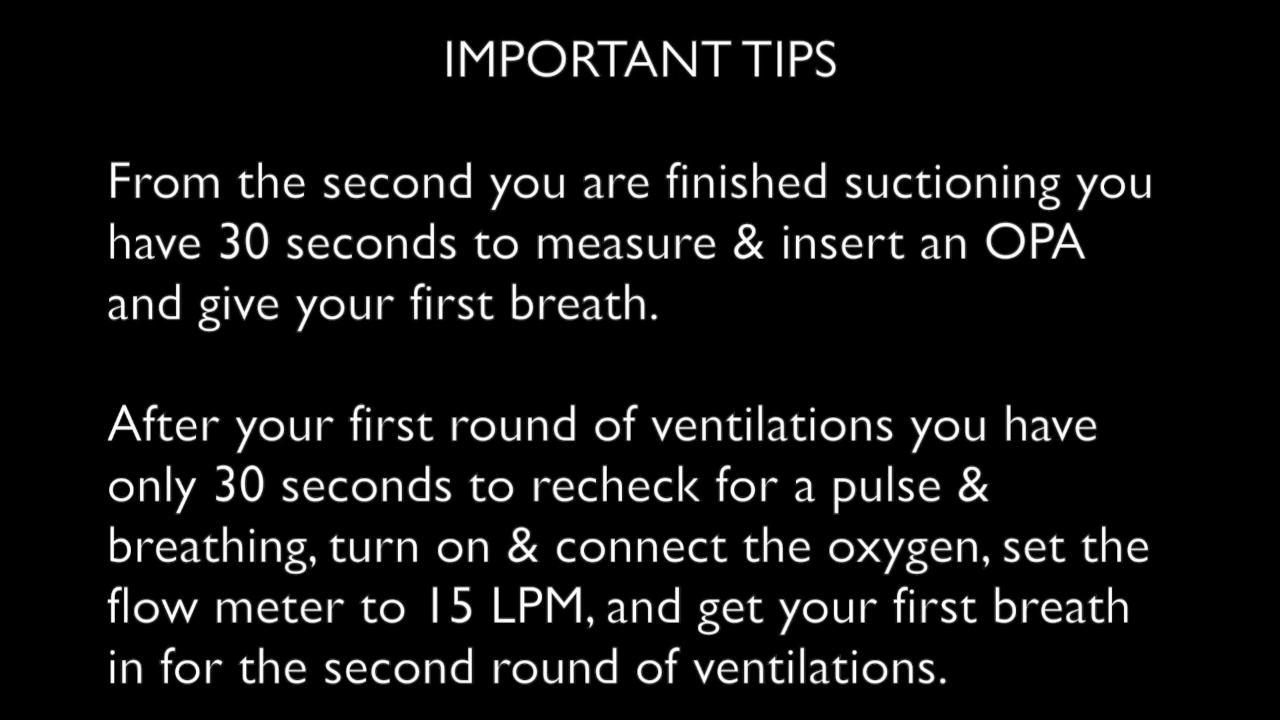 IMPORTANT TIPS
From the second you are finished suctioning you
have 30 seconds to measure & insert an OPA
and give your first breath.
After your first round of ventilations you have
only 30 seconds to recheck for a pulse &
breathing, turn on & connect the oxygen, set the
flow meter to 15 LPM, and get your first breath
in for the second round of ventilations.